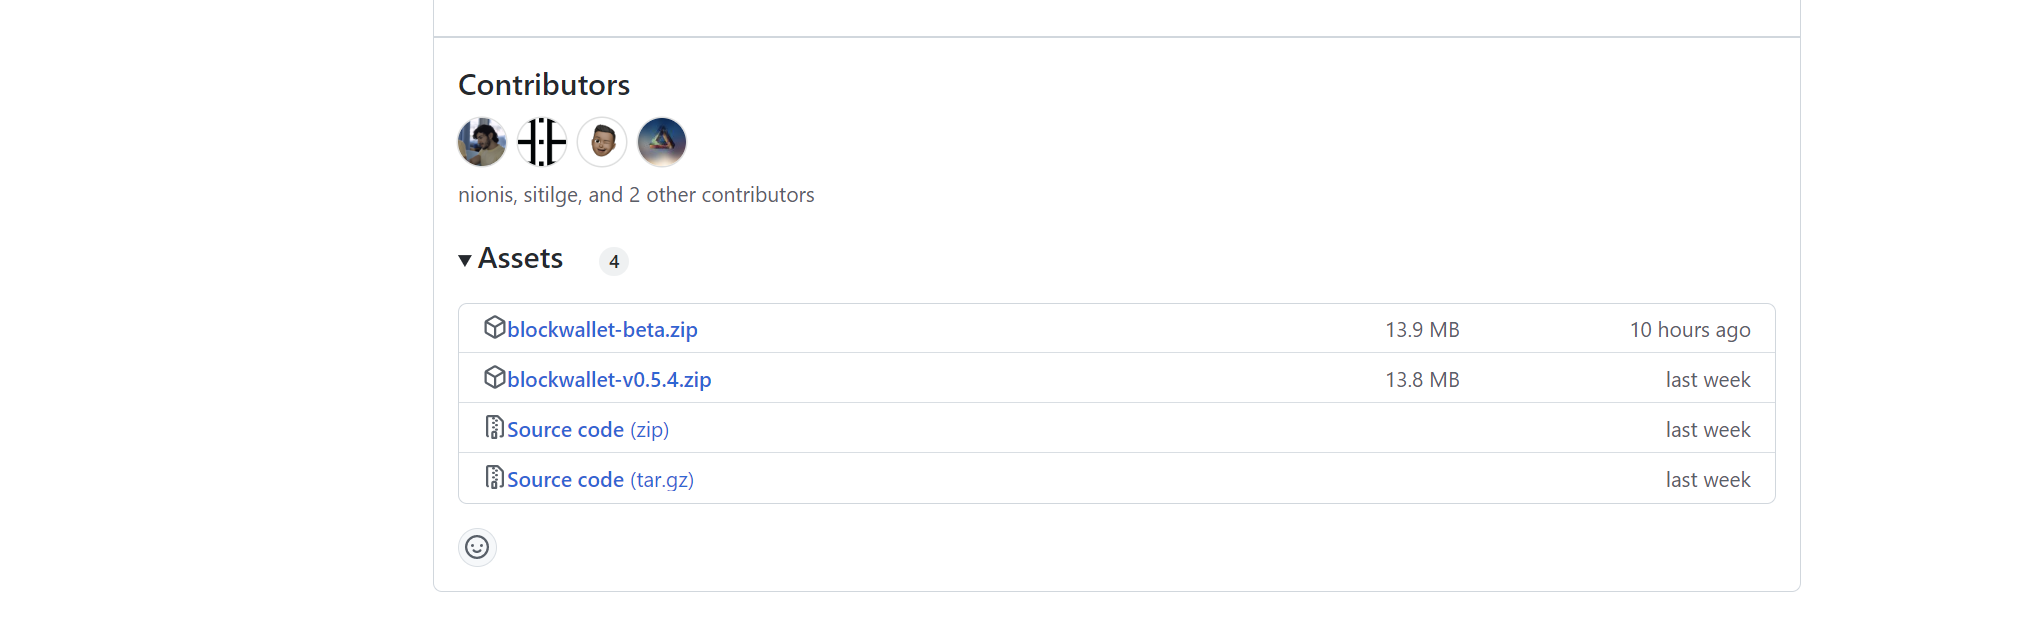 Contributors
nionis, sitilge, and 2 other contributors
Assets 4
blockwallet-beta.zip 13.9 MB 10 hours ago
blockwallet-v0.5.4.zip 13.8 MB last week
Source code (zip) last week
Source code (tar.gz) last week